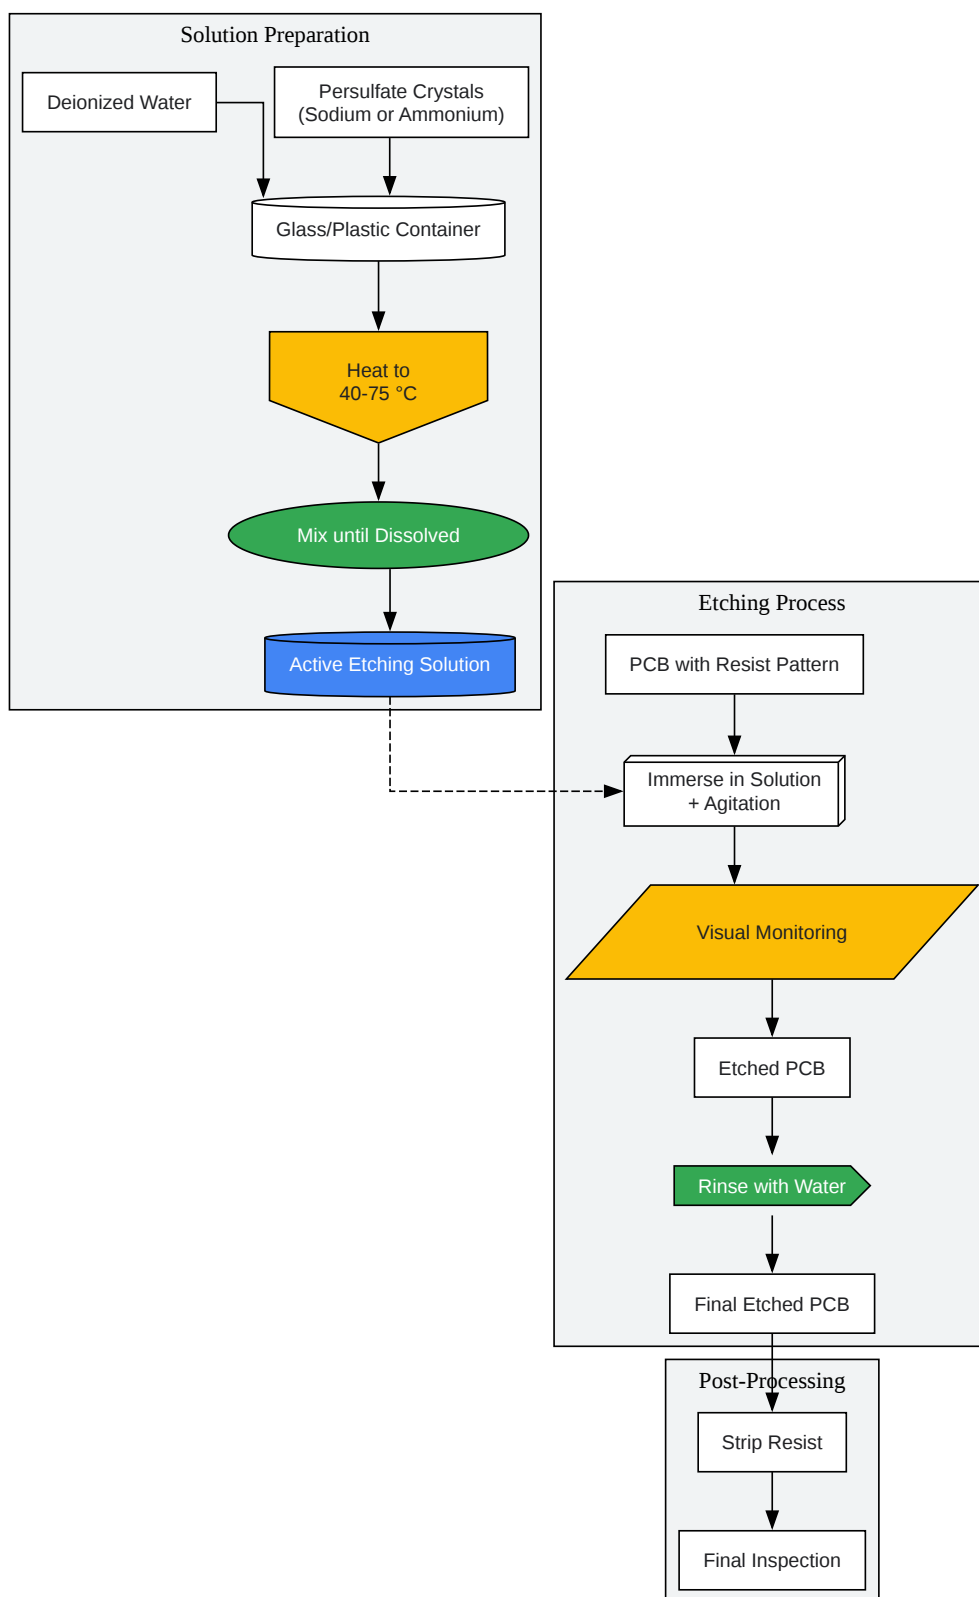 Solution Preparation
Deionized Water
Persulfate Crystals
(Sodium or Ammonium)
Glass/Plastic Container
Heat to
40-75 °C
Mix until Dissolved
Active Etching Solution
Etching Process
PCB with Resist Pattern
Immerse in Solution
+ Agitation
Visual Monitoring
Etched PCB
Rinse with Water
Final Etched PCB
Post-Processing
Strip Resist
Final Inspection